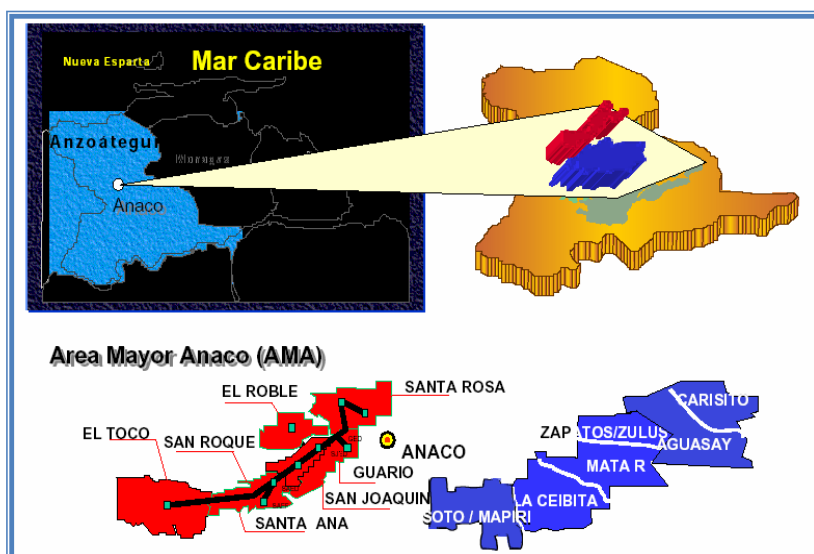 Nueva Esparta
Mar Caribe
Anzoátegui
Monagas
Anaco
Area Mayor Anaco (AMA)
EL ROBLE
SANTA ROSA
EL TOCO
SAN ROQUE
ANACO
GUARIO
SAN JOAQUIN
SANTA ANA
CARISITO
ZAPATOS/ZULUS
AGUASAY
MATA R
LA CEIBITA
SOTO / MAPIRI